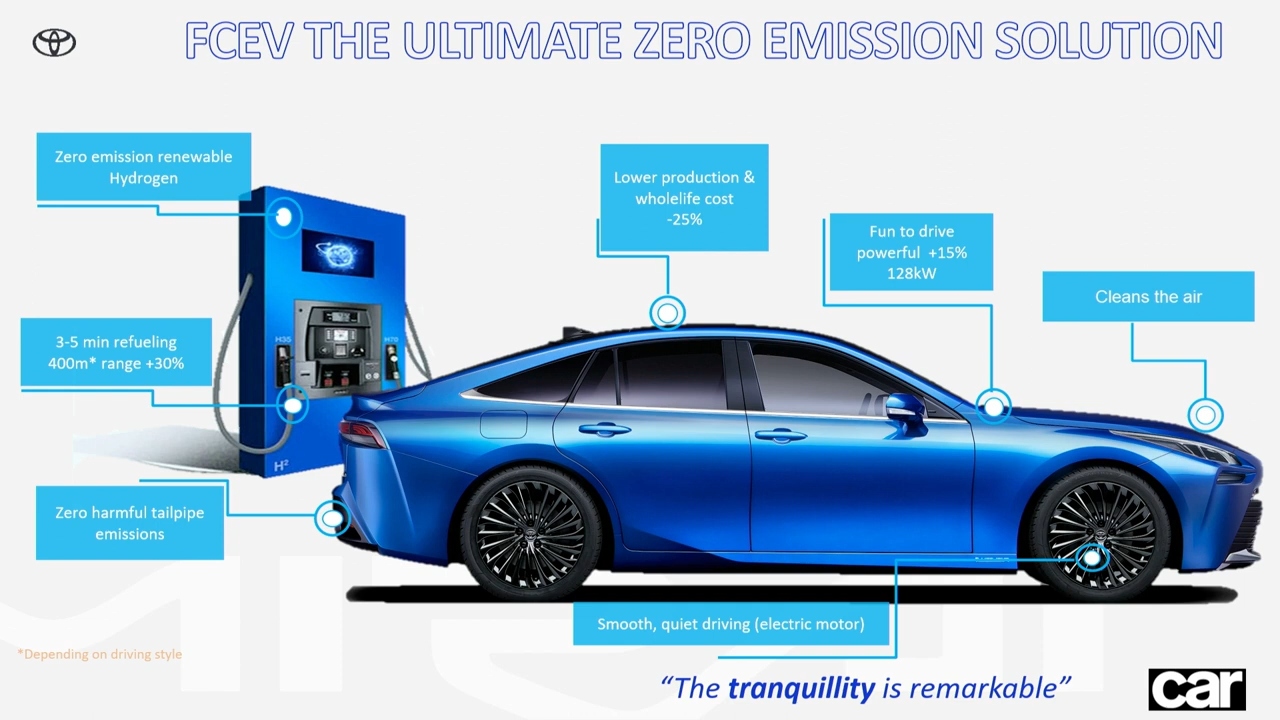 FCEV THE ULTIMATE ZERO EMISSION SOLUTION
Zero emission renewable
Hydrogen
Lower production &
wholelife cost
-25%
Fun to drive
powerful +15%
128kW
Cleans the air
3-5 min refueling
400m* range +30%
H35
H70
H²
Zero harmful tailpipe
emissions
Smooth, quiet driving (electric motor)
*Depending on driving style
“The tranquillity is remarkable”
car